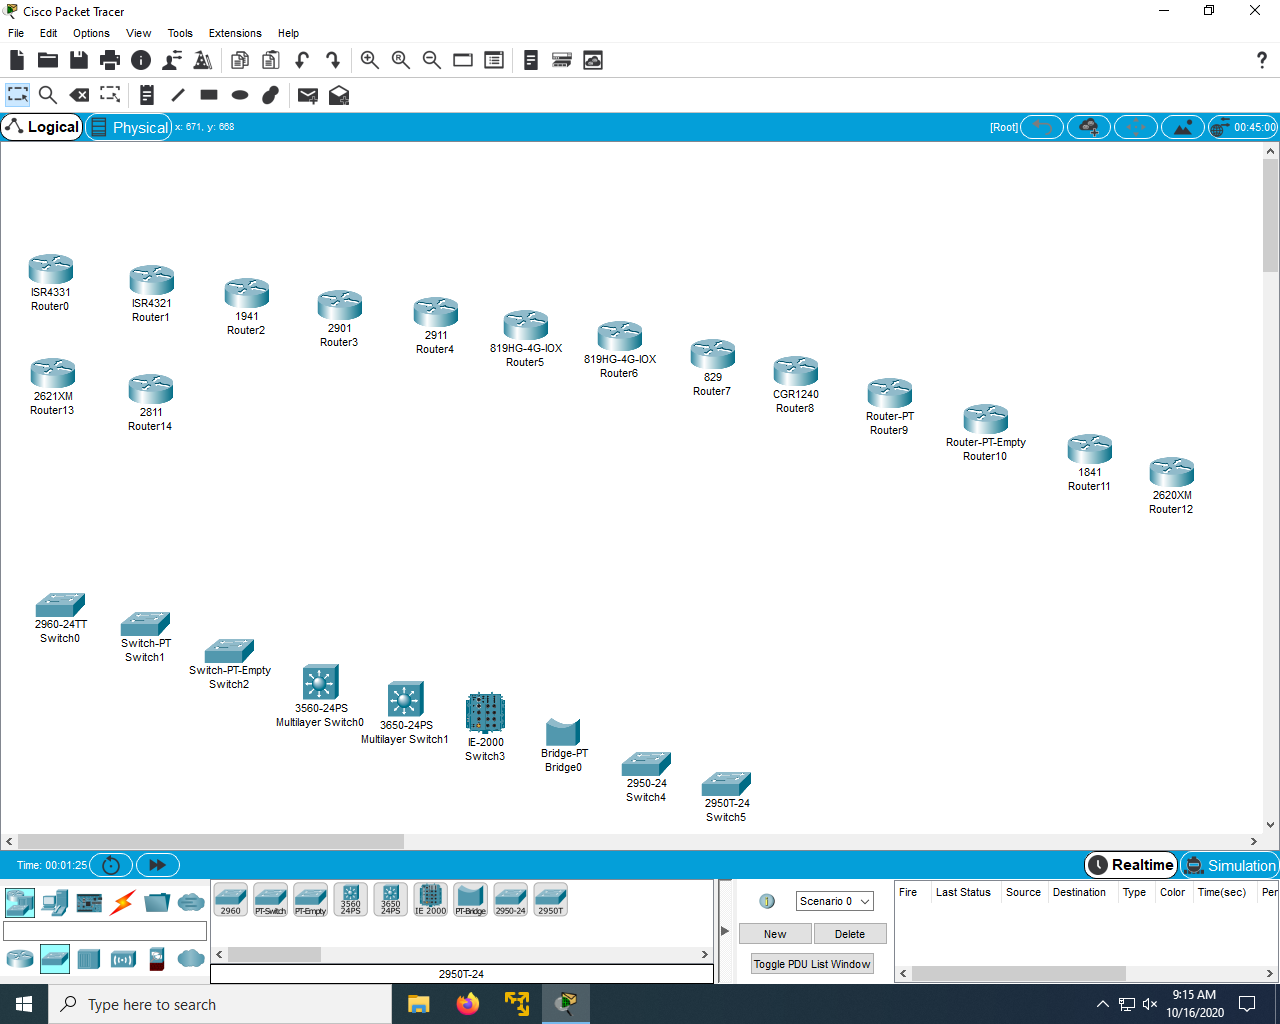 Cisco Packet Tracer
File Edit Options View Tools Extensions Help
Logical Physical x: 671, y: 668 [Root] 00:45:00
ISR4331
Router0
ISR4321
Router1
1941
Router2
2901
Router3
2911
Router4
819HG-4G-IOX
Router5
819HG-4G-IOX
Router6
829
Router7
CGR1240
Router8
Router-PT
Router9
Router-PT-Empty
Router10
1841
Router11
2620XM
Router12
2621XM
Router13
2811
Router14
2960-24TT
Switch0
Switch-PT
Switch1
Switch-PT-Empty
Switch2
3560-24PS
Multilayer Switch0
3650-24PS
Multilayer Switch1
IE-2000
Switch3
Bridge-PT
Bridge0
2950-24
Switch4
2950T-24
Switch5
Time: 00:01:25 Realtime Simulation
2960 PT-Switch PT-Empty 3560 24PS 3650 24PS IE 2000 PT-Bridge 2950-24 2950T
2950T-24
Scenario 0
New Delete
Toggle PDU List Window
Fire Last Status Source Destination Type Color Time(sec) Per
Type here to search
9:15 AM
10/16/2020